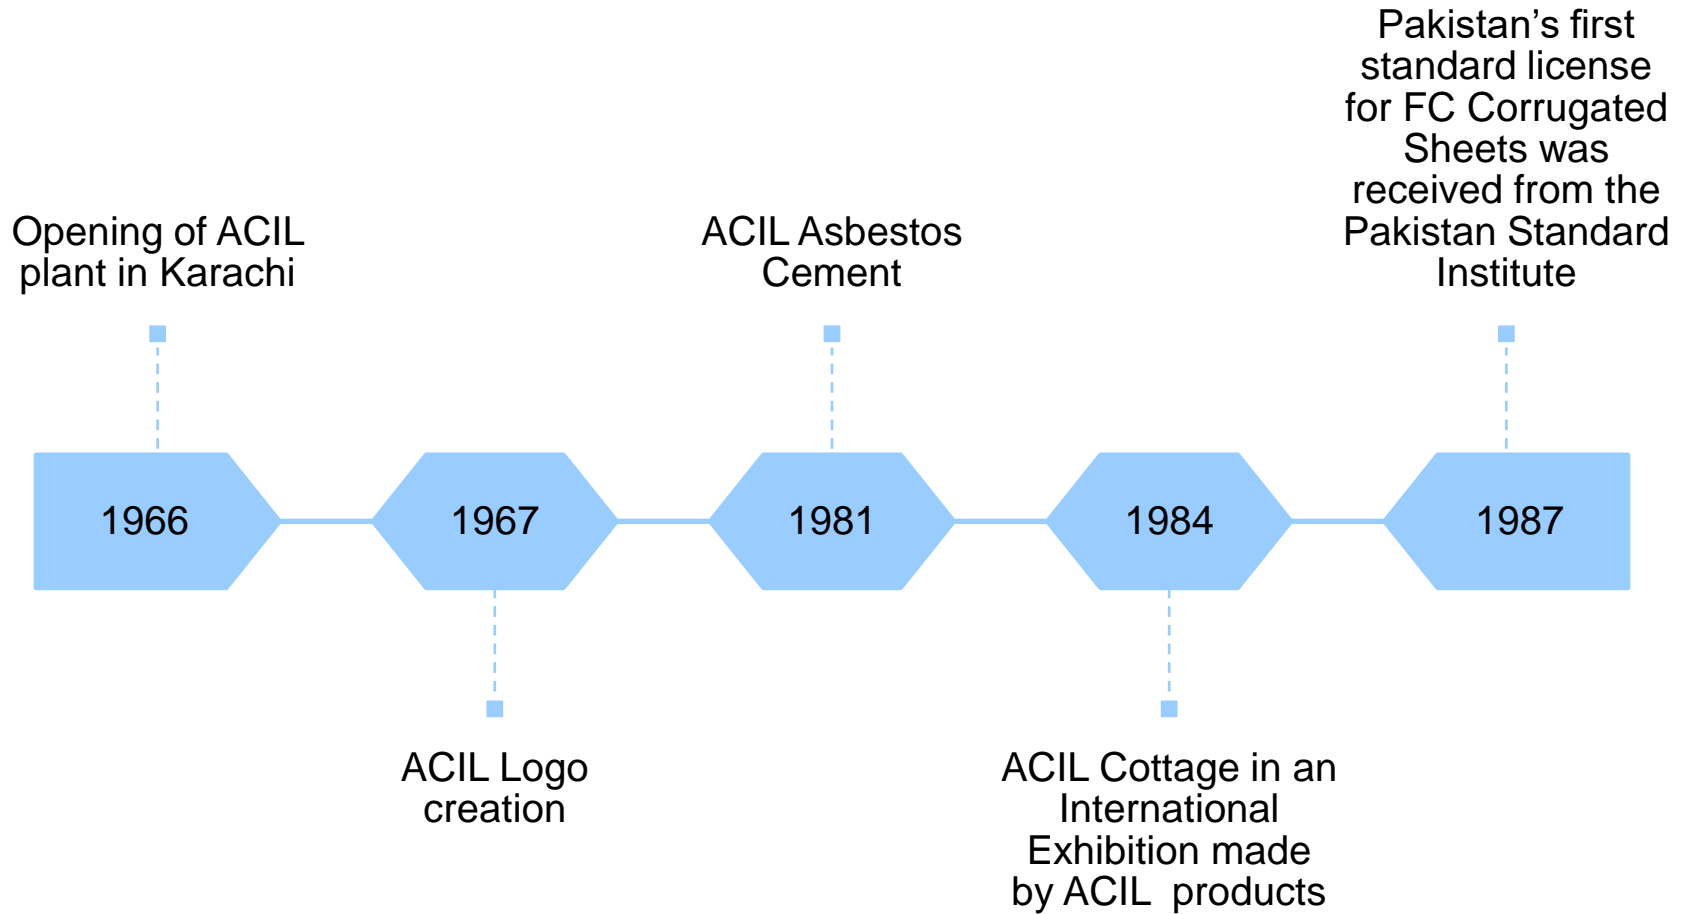 Opening of ACIL
plant in Karachi
1966
1967
ACIL Logo
creation
ACIL Asbestos
Cement
1981
1984
ACIL Cottage in an
International
Exhibition made
by ACIL  products
Pakistan’s first
standard license
for FC Corrugated
Sheets was
received from the
Pakistan Standard
Institute
1987